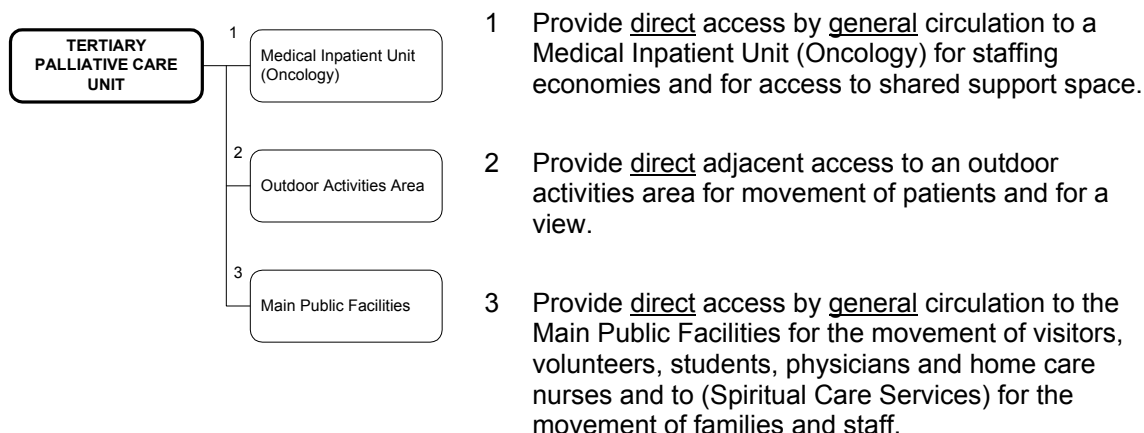 TERTIARY
PALLIATIVE CARE
UNIT
1
Medical Inpatient Unit
(Oncology)
2
Outdoor Activities Area
3
Main Public Facilities
1 Provide direct access by general circulation to a
Medical Inpatient Unit (Oncology) for staffing
economies and for access to shared support space.
2 Provide direct adjacent access to an outdoor
activities area for movement of patients and for a
view.
3 Provide direct access by general circulation to the
Main Public Facilities for the movement of visitors,
volunteers, students, physicians and home care
nurses and to (Spiritual Care Services) for the
movement of families and staff.